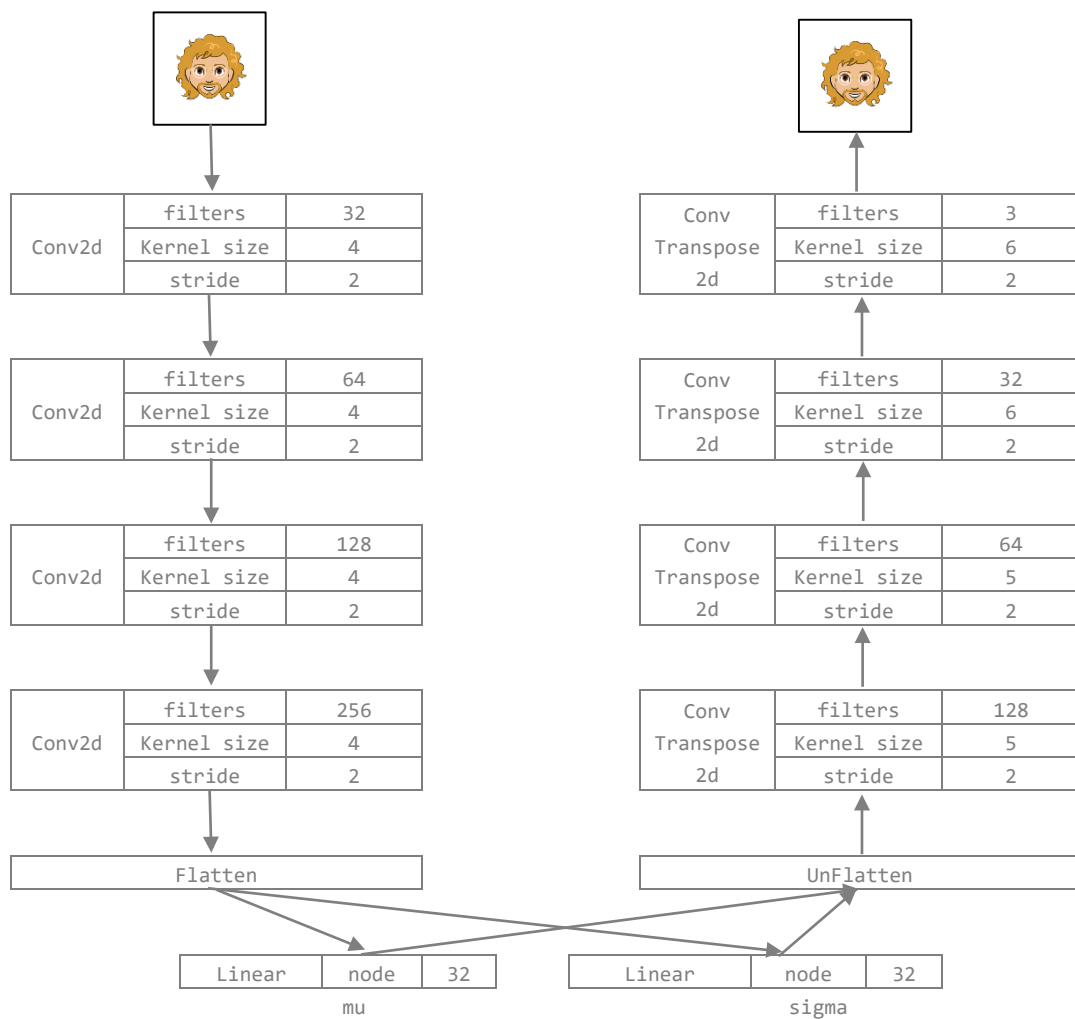 filters 32
Conv2d Kernel size 4
stride 2
filters 64
Conv2d Kernel size 4
stride 2
filters 128
Conv2d Kernel size 4
stride 2
filters 256
Conv2d Kernel size 4
stride 2
Flatten
Linear node 32
mu
Conv filters 3
Transpose Kernel size 6
2d stride 2
Conv filters 32
Transpose Kernel size 6
2d stride 2
Conv filters 64
Transpose Kernel size 5
2d stride 2
Conv filters 128
Transpose Kernel size 5
2d stride 2
UnFlatten
Linear node 32
sigma